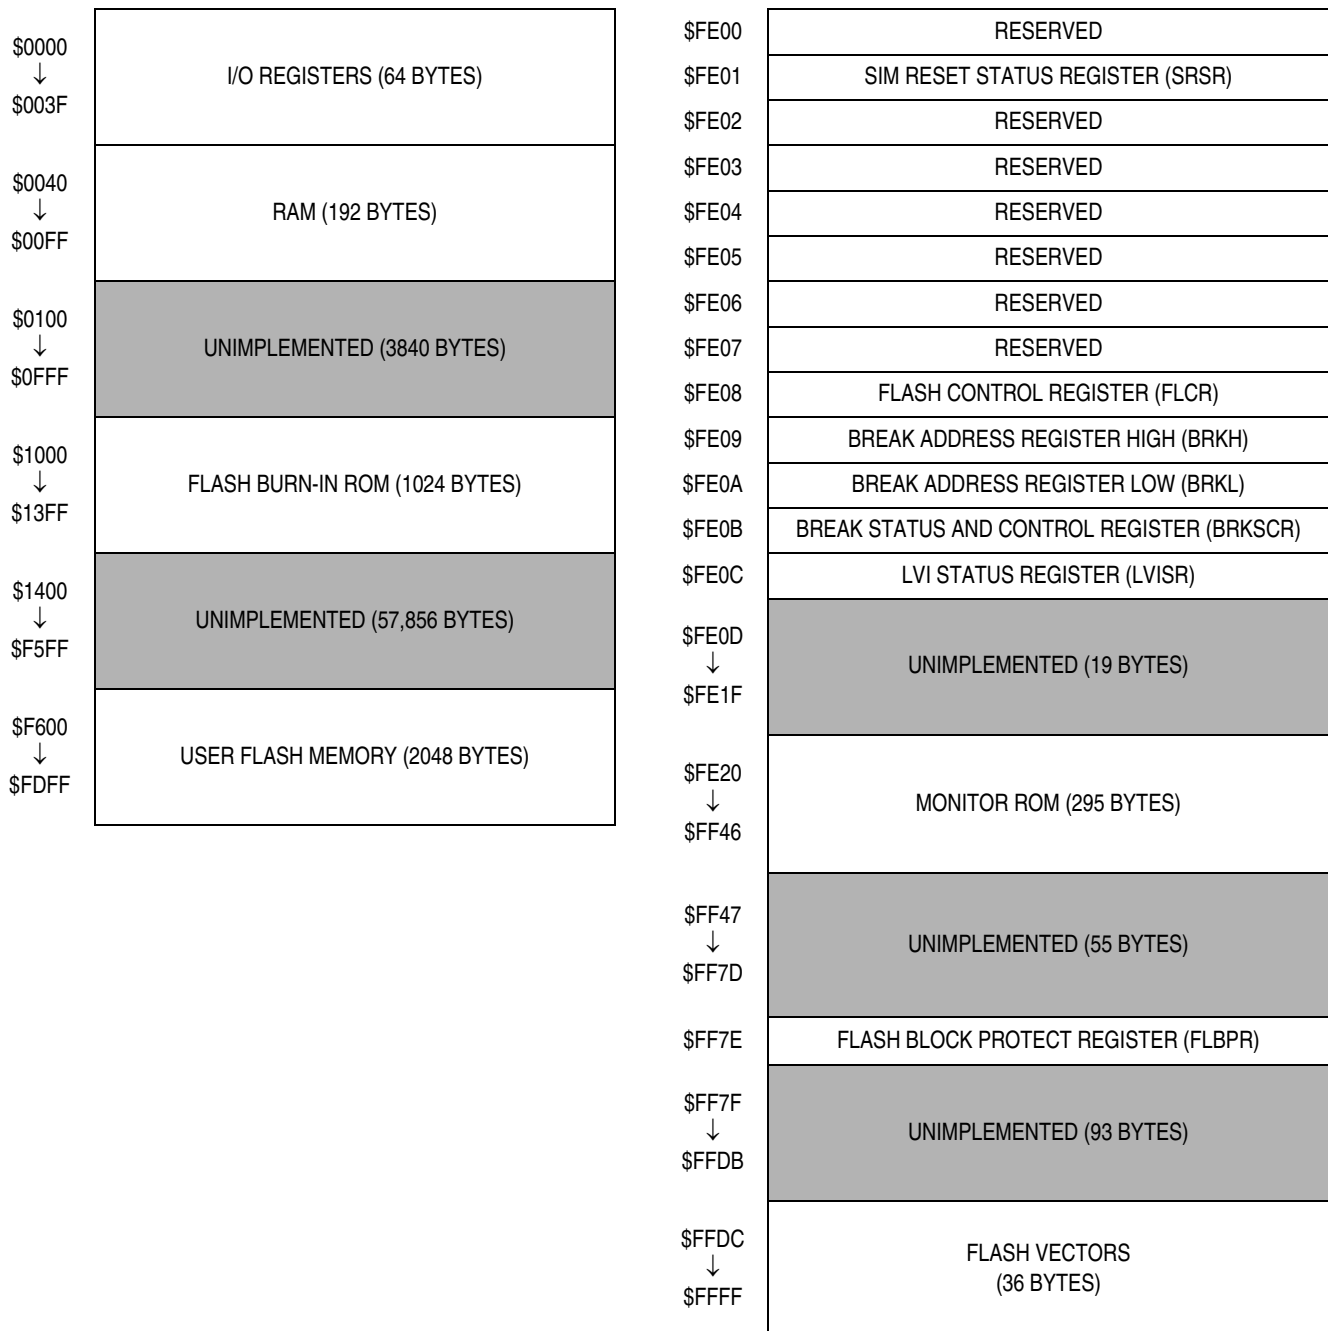 $0000
↓
$003F
I/O REGISTERS (64 BYTES)
$0040
↓
$00FF
RAM (192 BYTES)
$0100
↓
$0FFF
UNIMPLEMENTED (3840 BYTES)
$1000
↓
$13FF
FLASH BURN-IN ROM (1024 BYTES)
$1400
↓
$F5FF
UNIMPLEMENTED (57,856 BYTES)
$F600
↓
$FDFF
USER FLASH MEMORY (2048 BYTES)
$FE00 RESERVED
$FE01 SIM RESET STATUS REGISTER (SRSR)
$FE02 RESERVED
$FE03 RESERVED
$FE04 RESERVED
$FE05 RESERVED
$FE06 RESERVED
$FE07 RESERVED
$FE08 FLASH CONTROL REGISTER (FLCR)
$FE09 BREAK ADDRESS REGISTER HIGH (BRKH)
$FE0A BREAK ADDRESS REGISTER LOW (BRKL)
$FE0B BREAK STATUS AND CONTROL REGISTER (BRKSCR)
$FE0C LVI STATUS REGISTER (LVISR)
$FE0D
↓
$FE1F
UNIMPLEMENTED (19 BYTES)
$FE20
↓
$FF46
MONITOR ROM (295 BYTES)
$FF47
↓
$FF7D
UNIMPLEMENTED (55 BYTES)
$FF7E FLASH BLOCK PROTECT REGISTER (FLBPR)
$FF7F
↓
$FFDB
UNIMPLEMENTED (93 BYTES)
$FFDC
↓
$FFFF
FLASH VECTORS
(36 BYTES)